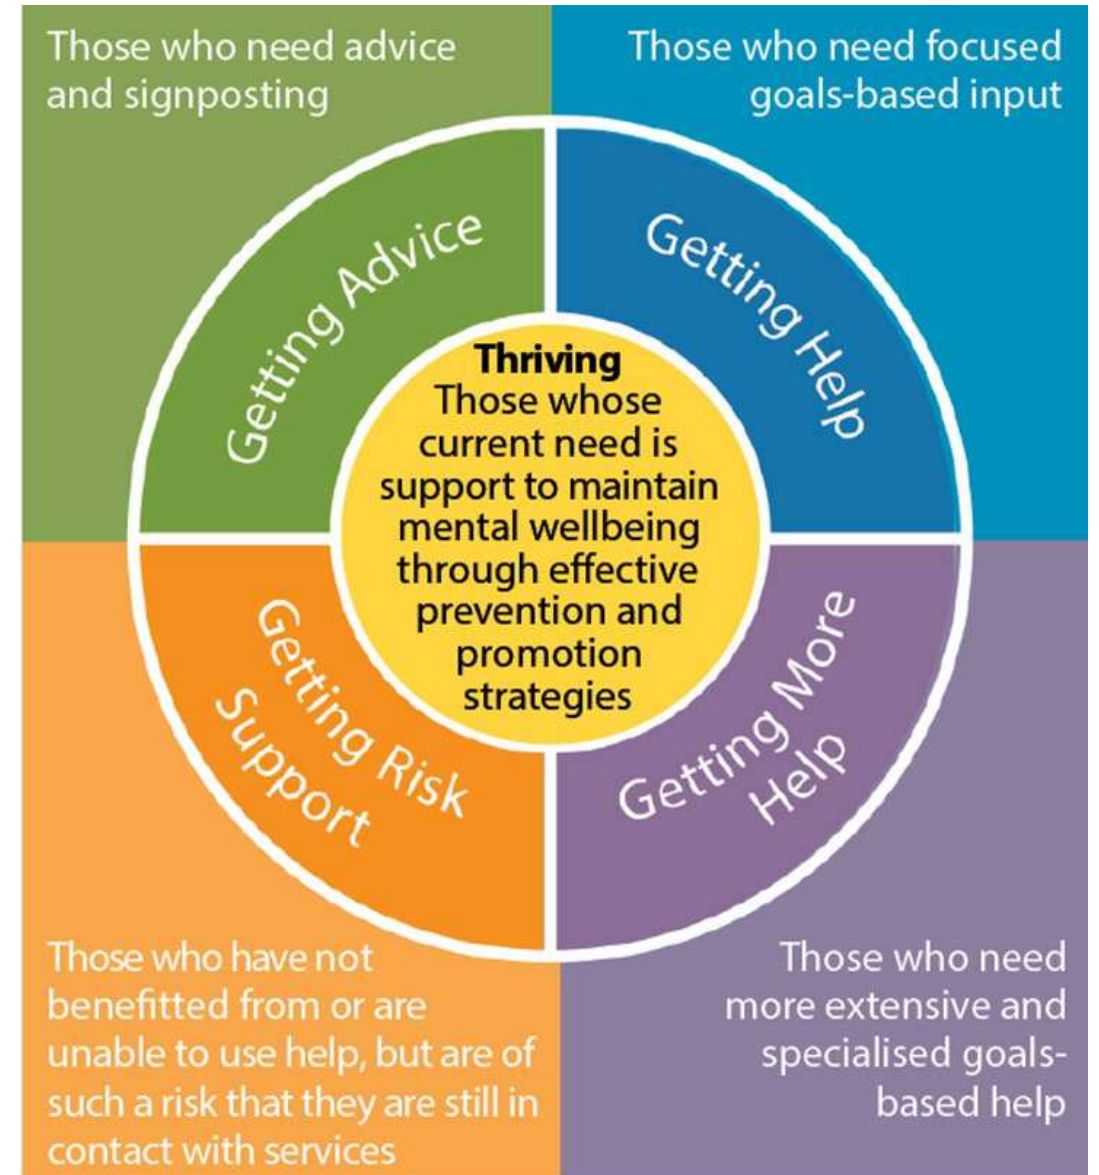 Those who need advice
and signposting
Those who need focused
goals-based input
Getting Advice
Getting Help
Thriving
Those whose
current need is
support to maintain
mental wellbeing
through effective
prevention and
promotion
strategies
Getting Risk
Support
Getting More
Help
Those who have not
benefitted from or are
unable to use help, but are of
such a risk that they are still in
contact with services
Those who need
more extensive and
specialised goals-
based help